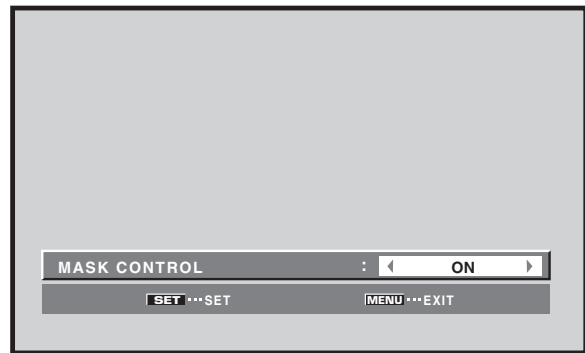 MASK CONTROL : ◀ ON ▶
SET ···SET MENU ···EXIT